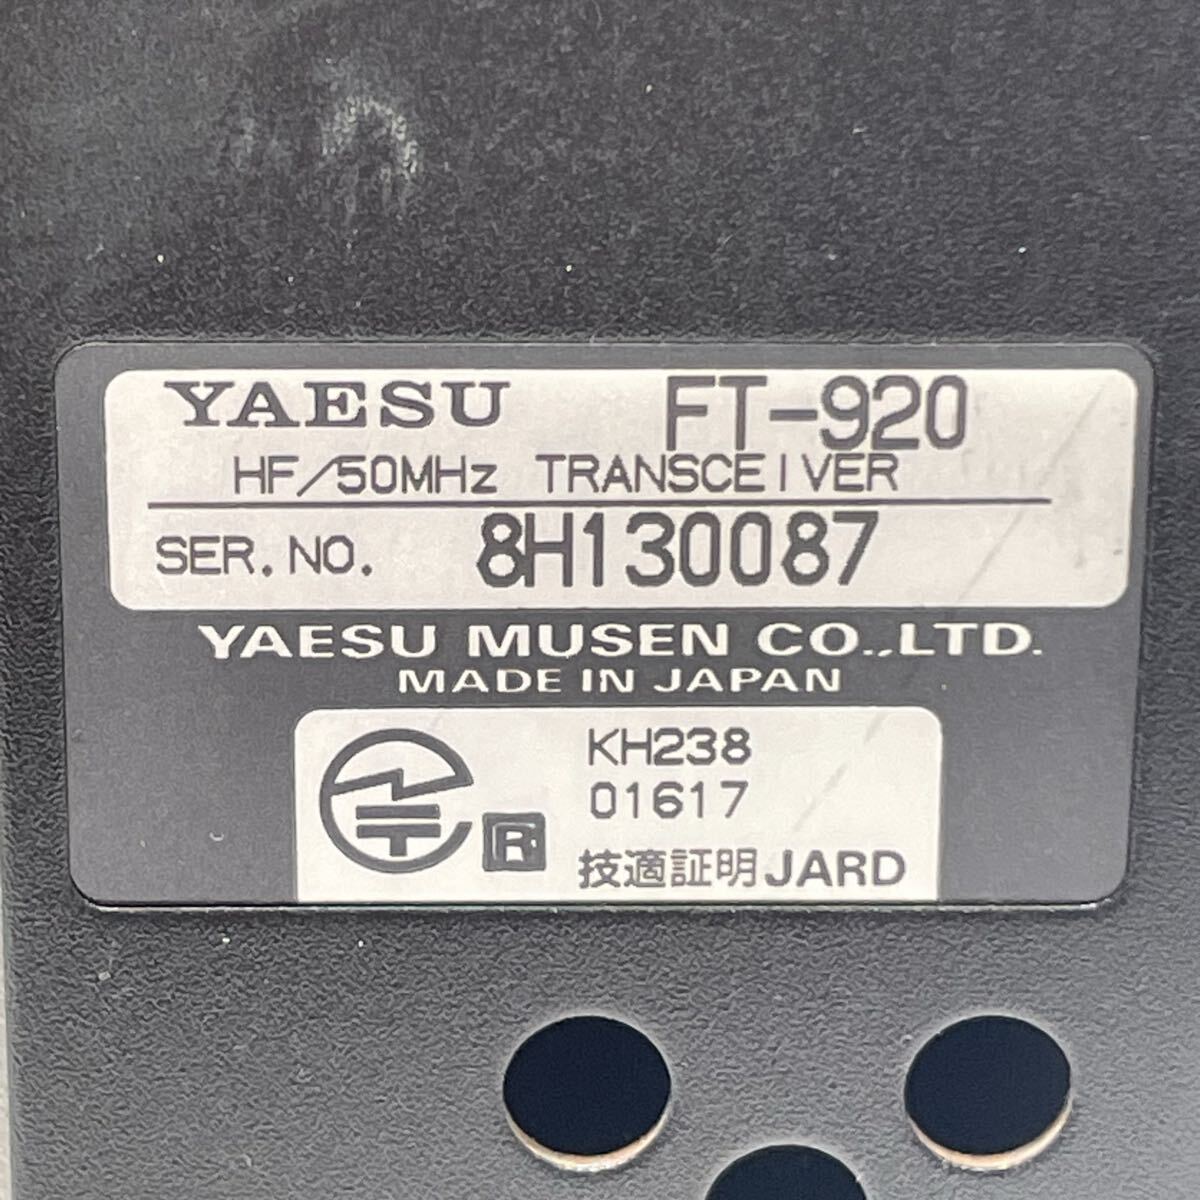 YAESU FT-920
HF/50MHz TRANSCEIVER
SER.NO. 8H130087
YAESU MUSEN CO.,LTD.
MADE IN JAPAN
KH238
01617
R
技適証明JARD